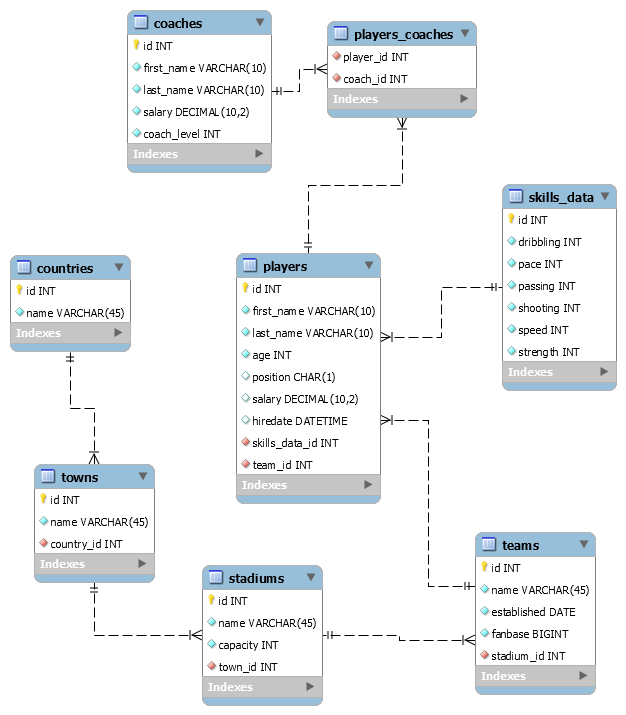 coaches
id INT
first_name VARCHAR(10)
last_name VARCHAR(10)
salary DECIMAL(10,2)
coach_level INT
Indexes
players_coaches
player_id INT
coach_id INT
Indexes
skills_data
id INT
dribbling INT
pace INT
passing INT
shooting INT
speed INT
strength INT
Indexes
countries
id INT
name VARCHAR(45)
Indexes
players
id INT
first_name VARCHAR(10)
last_name VARCHAR(10)
age INT
position CHAR(1)
salary DECIMAL(10,2)
hiredate DATETIME
skills_data_id INT
team_id INT
Indexes
towns
id INT
name VARCHAR(45)
country_id INT
Indexes
stadiums
id INT
name VARCHAR(45)
capacity INT
town_id INT
Indexes
teams
id INT
name VARCHAR(45)
established DATE
fanbase BIGINT
stadium_id INT
Indexes